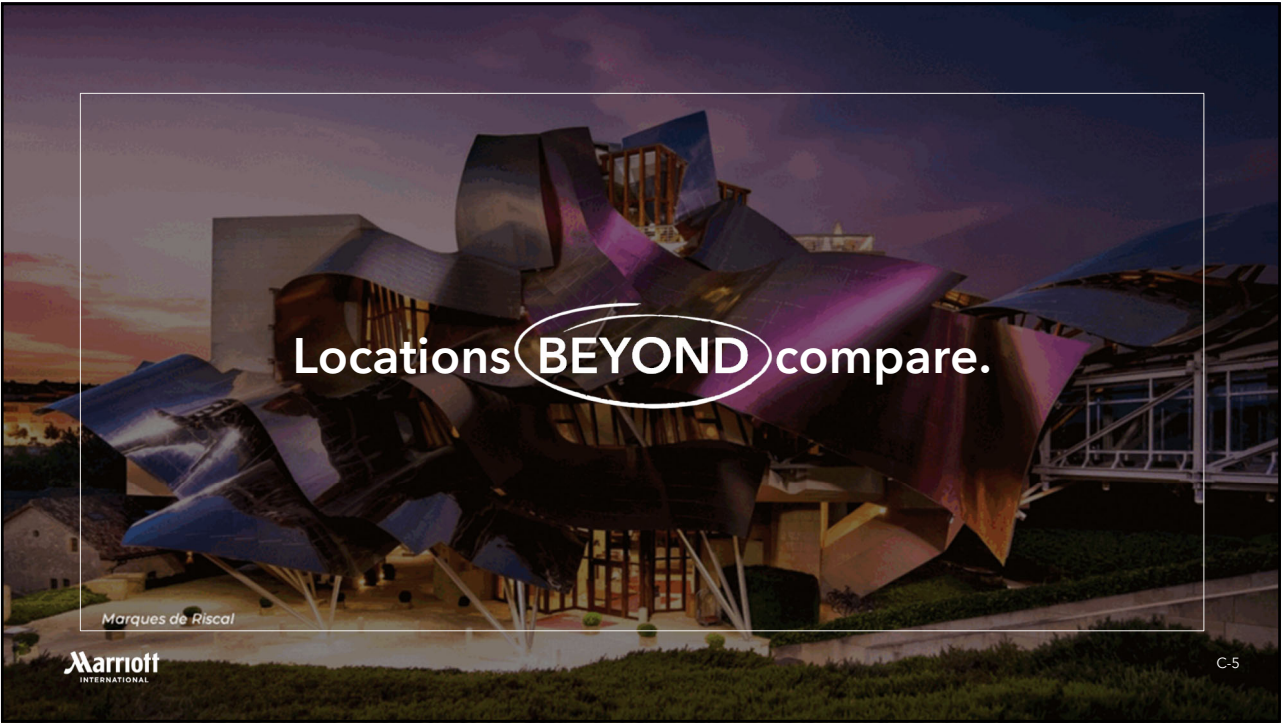 Locations BEYOND compare.
Marques de Riscal
Marriott
INTERNATIONAL
C-5